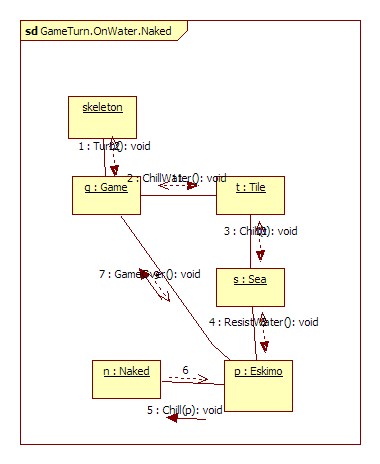 sd GameTurn.OnWater.Naked
skeleton
1 : Turn(): void
g : Game
2 : ChillWater(): void
t : Tile
3 : Chill(t): void
s : Sea
7 : GameOver(): void
4 : ResistWater(): void
n : Naked
6
p : Eskimo
5 : Chill(p): void